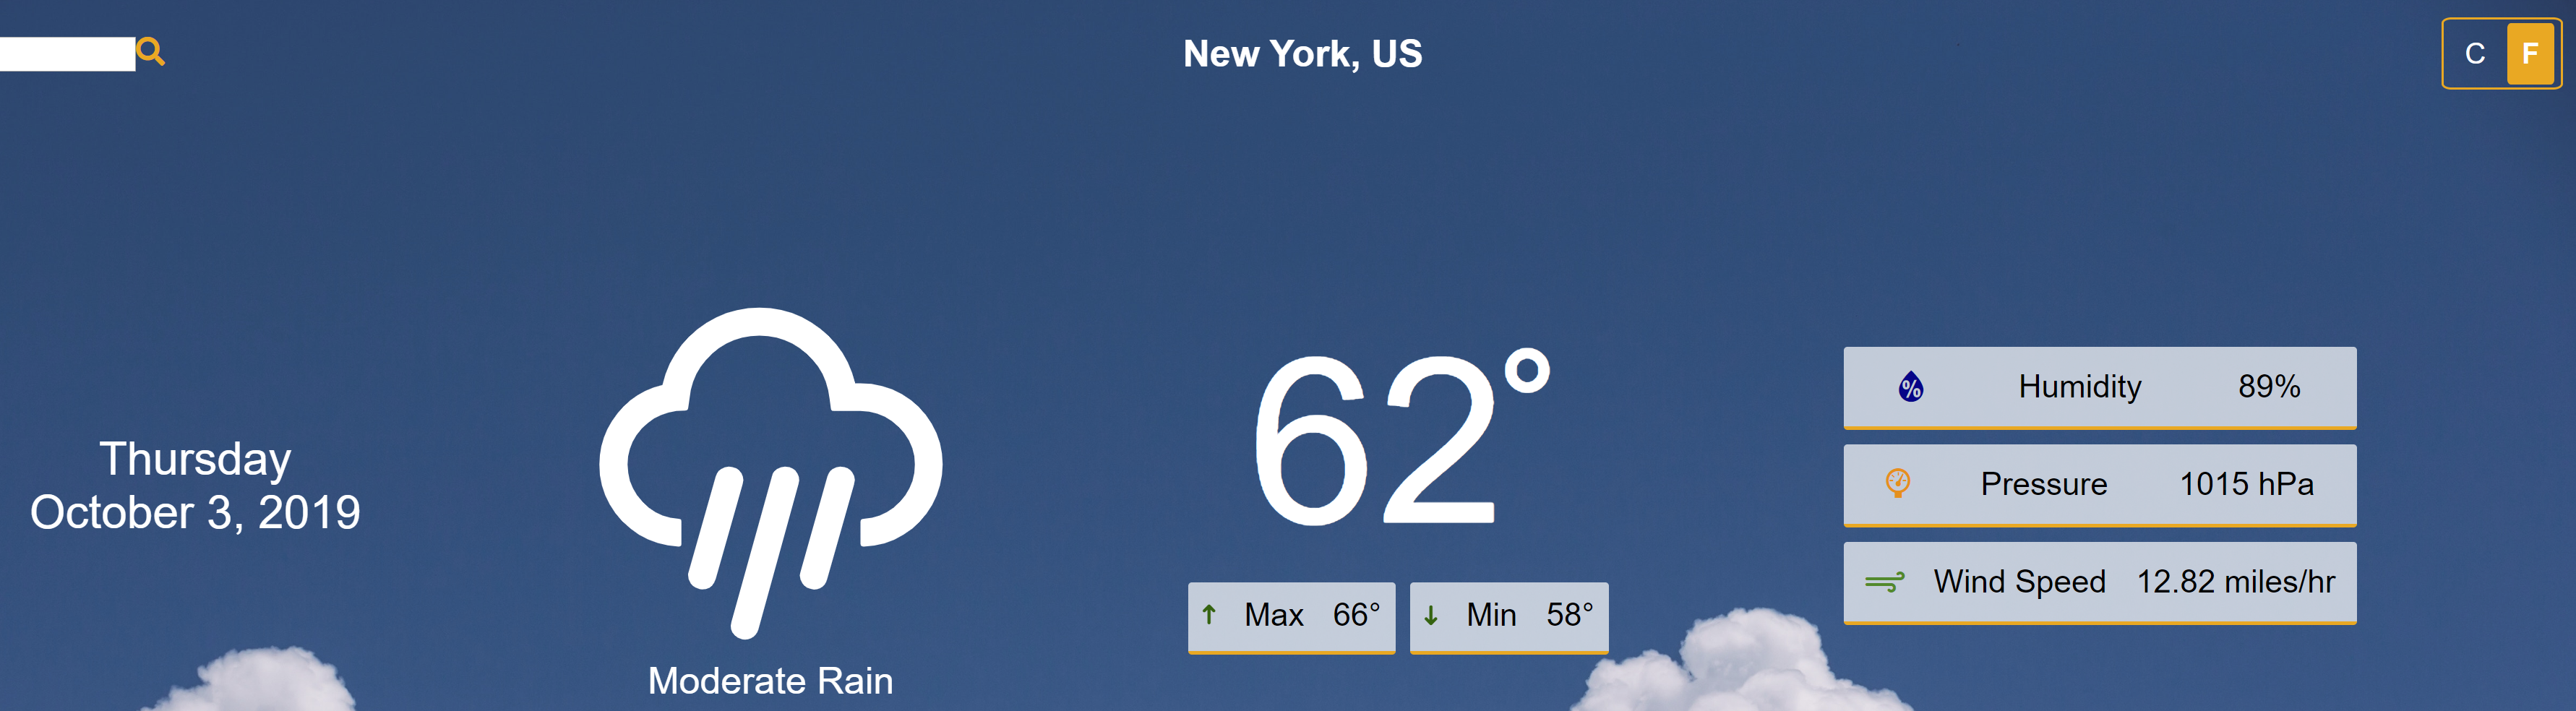 New York, US
C F
Thursday
October 3, 2019
Moderate Rain
62°
Max 66°
Min 58°
% Humidity 89%
Pressure 1015 hPa
Wind Speed 12.82 miles/hr